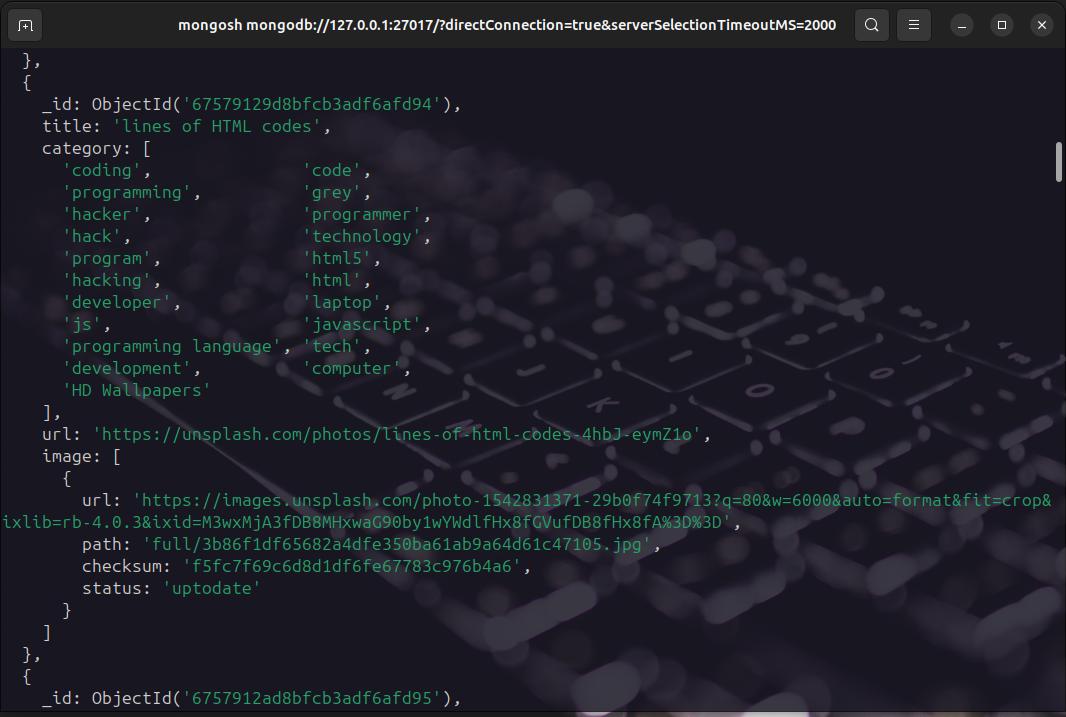 mongosh mongodb://127.0.0.1:27017/?directConnection=true&serverSelectionTimeoutMS=2000
},
{
_id: ObjectId('67579129d8bfcb3adf6afd94'),
title: 'lines of HTML codes',
category: [
'coding', 'code',
'programming', 'grey',
'hacker', 'programmer',
'hack', 'technology',
'program', 'html5',
'hacking', 'html',
'developer', 'laptop',
'js', 'javascript',
'programming language', 'tech',
'development', 'computer',
'HD Wallpapers'
],
url: 'https://unsplash.com/photos/lines-of-html-codes-4hbJ-eymZ1o',
image: [
{
url: 'https://images.unsplash.com/photo-1542831371-29b0f74f9713?q=80&w=6000&auto=format&fit=crop&
ixlib=rb-4.0.3&ixid=M3wxMjA3fDB8MHxwaG90by1wYWdlfHx8fGVufDB8fHx8fA%3D%3D',
path: 'full/3b86f1df65682a4dfe350ba61ab9a64d61c47105.jpg',
checksum: 'f5fc7f69c6d8d1df6fe67783c976b4a6',
status: 'uptodate'
}
]
},
{
_id: ObjectId('6757912ad8bfcb3adf6afd95'),